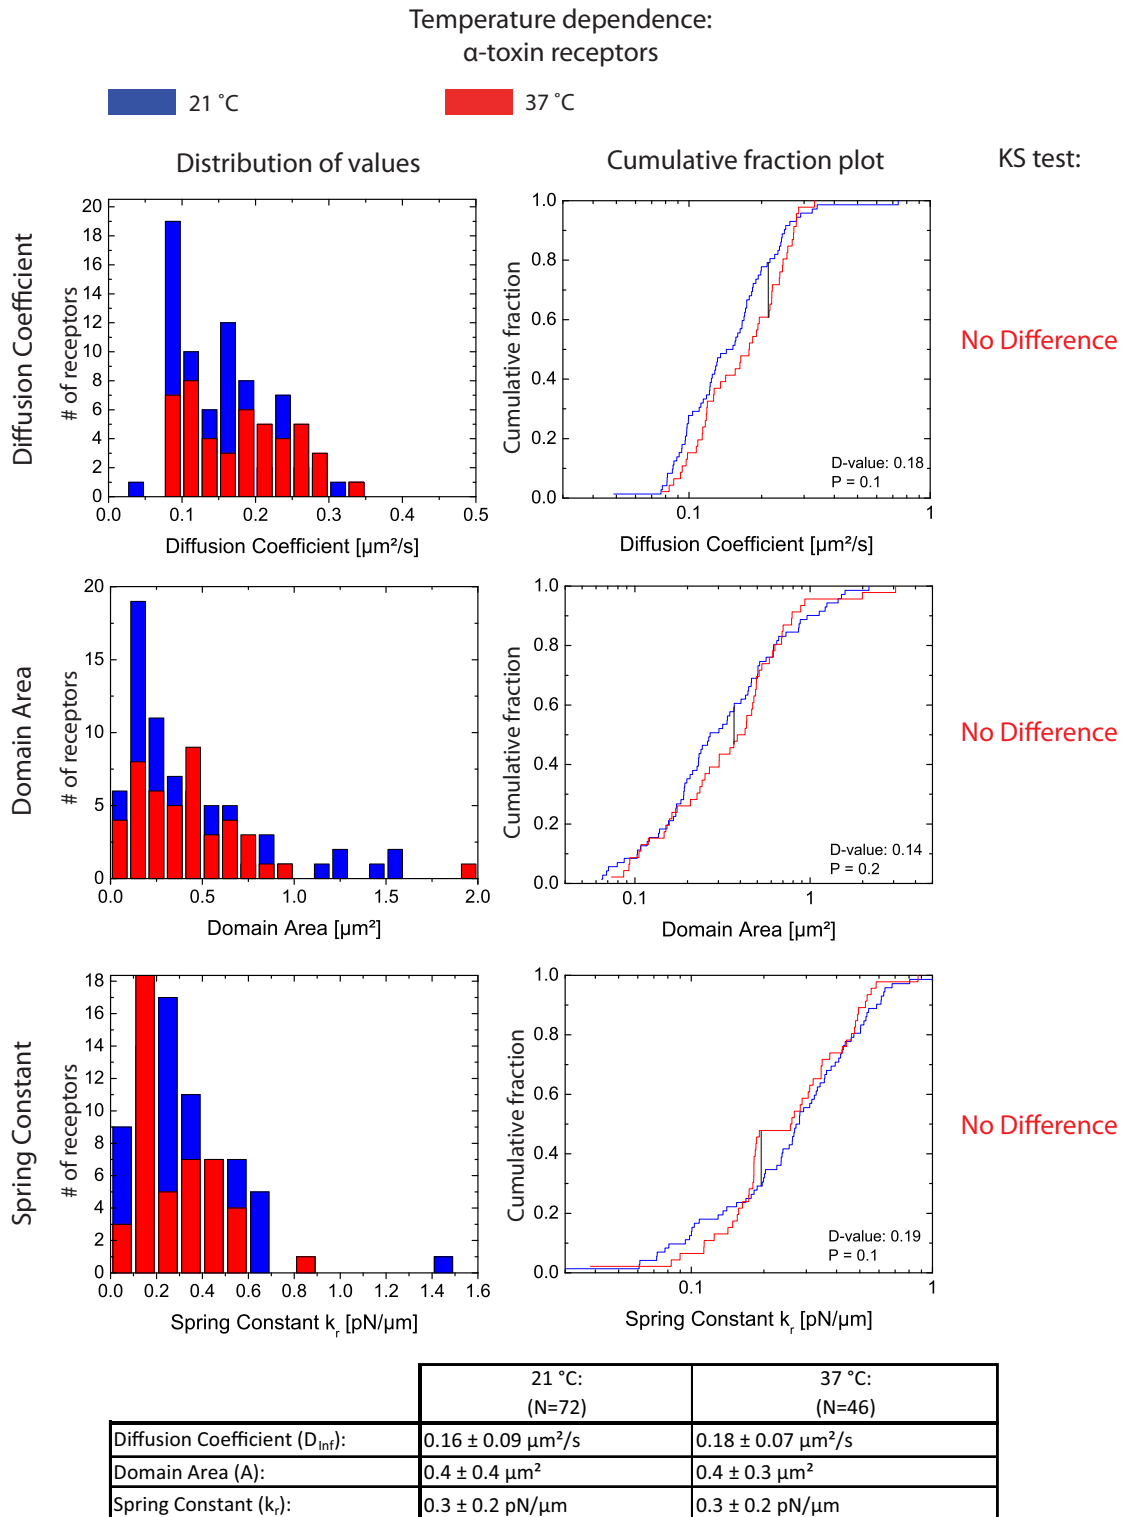 Temperature dependence:
α-toxin receptors
21 ˚C
37 ˚C
Distribution of values
Cumulative fraction plot
KS test:
Diffusion Coefficient
# of receptors
20
18
16
14
12
10
8
6
4
2
0
0.0 0.1 0.2 0.3 0.4 0.5
Diffusion Coefficient [µm²/s]
Cumulative fraction
1.0
0.8
0.6
0.4
0.2
0.0
D-value: 0.18
P = 0.1
0.1 1
Diffusion Coefficient [µm²/s]
No Difference
Domain Area
# of receptors
20
15
10
5
0
0.0 0.5 1.0 1.5 2.0
Domain Area [µm²]
Cumulative fraction
1.0
0.8
0.6
0.4
0.2
0.0
D-value: 0.14
P = 0.2
0.1 1
Domain Area [µm²]
No Difference
Spring Constant
# of receptors
18
16
14
12
10
8
6
4
2
0
0.0 0.2 0.4 0.6 0.8 1.0 1.2 1.4 1.6
Spring Constant kr [pN/µm]
Cumulative fraction
1.0
0.8
0.6
0.4
0.2
0.0
D-value: 0.19
P = 0.1
0.1 1
Spring Constant kr [pN/µm]
No Difference
21 °C: 37 °C:
(N=72) (N=46)
Diffusion Coefficient (DInf): 0.16 ± 0.09 µm²/s 0.18 ± 0.07 µm²/s
Domain Area (A): 0.4 ± 0.4 µm² 0.4 ± 0.3 µm²
Spring Constant (kr): 0.3 ± 0.2 pN/µm 0.3 ± 0.2 pN/µm